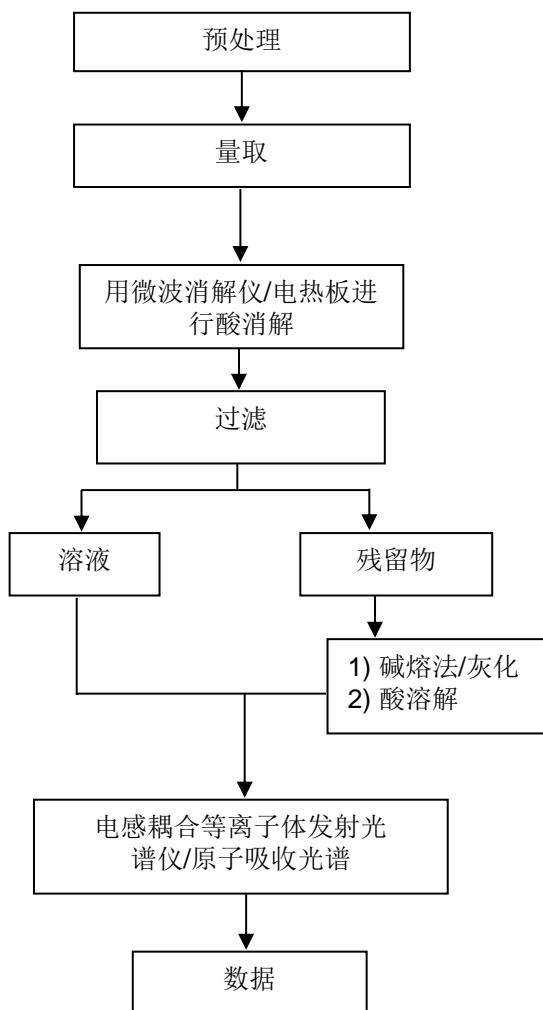 预处理
量取
用微波消解仪/电热板进
行酸消解
过滤
溶液
残留物
1) 碱熔法/灰化
2) 酸溶解
电感耦合等离子体发射光
谱仪/原子吸收光谱
数据